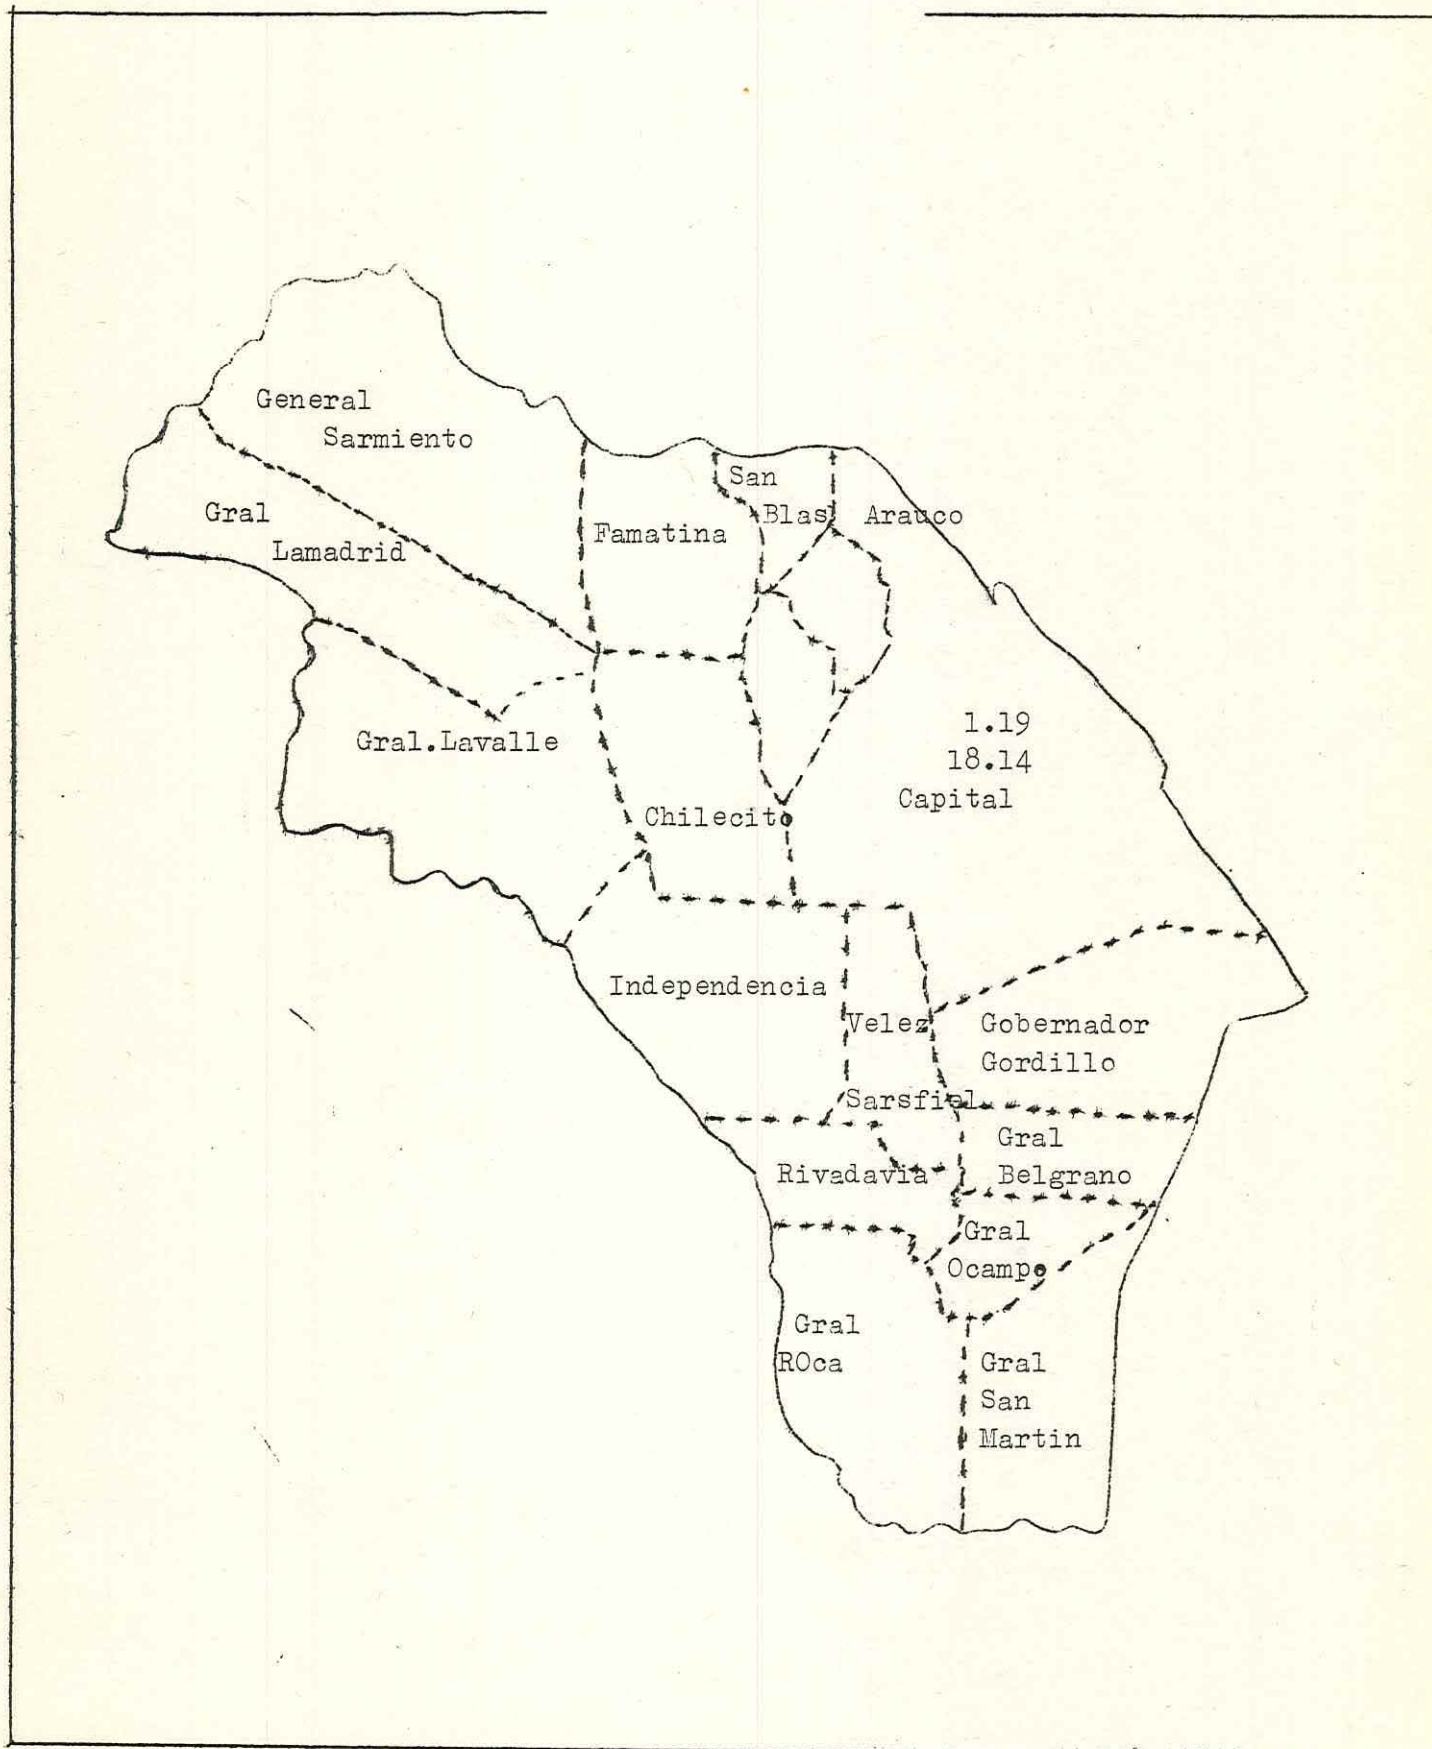 General
Sarmiento
Gral
Lamadrid
San
Blas
Arauco
Famatina
Gral.Lavalle
1.19
18.14
Capital
Chilecito
Independencia
Velez
Sarsfiel
Gobernador
Gordillo
Gral
Belgrano
Rivadavia
Gral
Ocampo
Gral
ROca
Gral
San
Martin